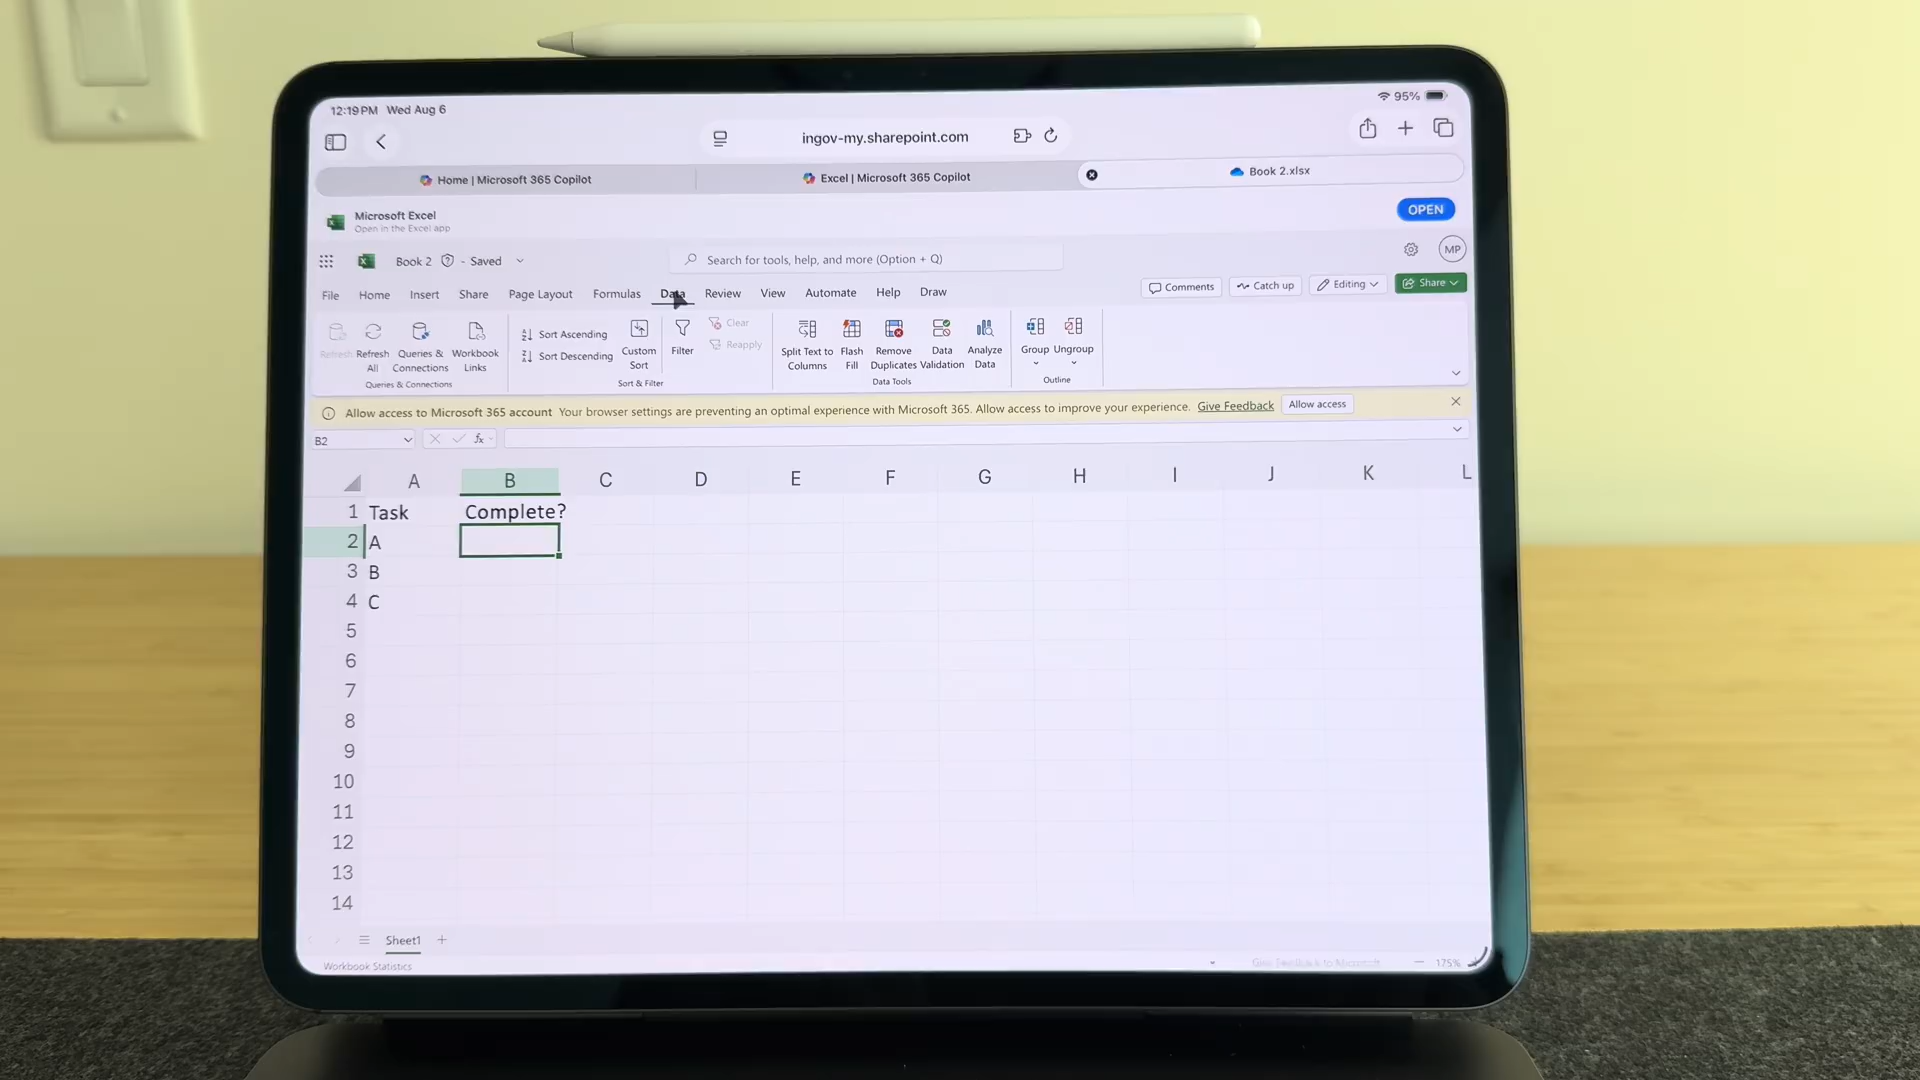 12:19 PM Wed Aug 6
95%
ingov-my.sharepoint.com
Home | Microsoft 365 Copilot
Excel | Microsoft 365 Copilot
Book 2.xlsx
Microsoft Excel
Open in the Excel app
OPEN
Book 2 - Saved
Search for tools, help, and more (Option + Q)
MP
File Home Insert Share Page Layout Formulas Data Review View Automate Help Draw
Comments Catch up Editing Share
Refresh
Refresh All
Queries & Connections
Workbook Links
Queries & Connections
Sort Ascending
Sort Descending
Custom Sort
Filter
Clear
Reapply
Sort & Filter
Split Text to Columns
Flash Fill
Remove Duplicates
Data Validation
Analyze Data
Data Tools
Group Ungroup
Outline
Allow access to Microsoft 365 account Your browser settings are preventing an optimal experience with Microsoft 365. Allow access to improve your experience. Give Feedback Allow access
B2 fx
A B C D E F G H I J K L
1 Task Complete?
2 A
3 B
4 C
5
6
7
8
9
10
11
12
13
14
Sheet1
Workbook Statistics
Give Feedback to Microsoft
175%